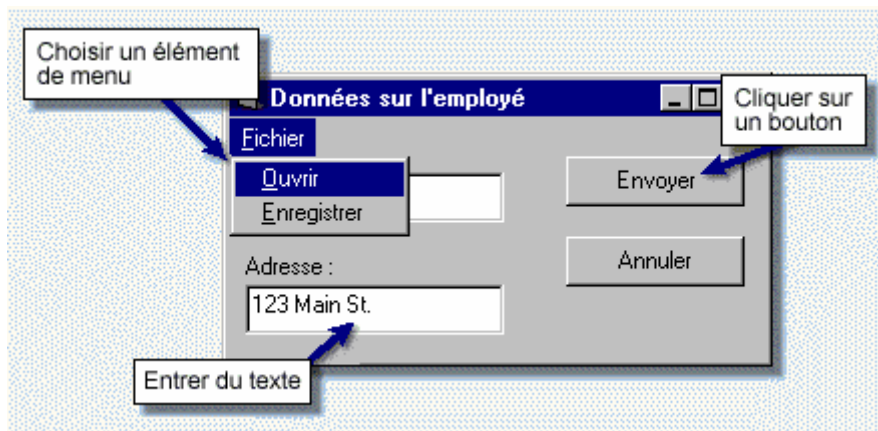 Choisir un élément
de menu
Données sur l'employé
Cliquer sur
un bouton
Fichier
Ouvrir
Enregistrer
Envoyer
Adresse :
Annuler
123 Main St.
Entrer du texte